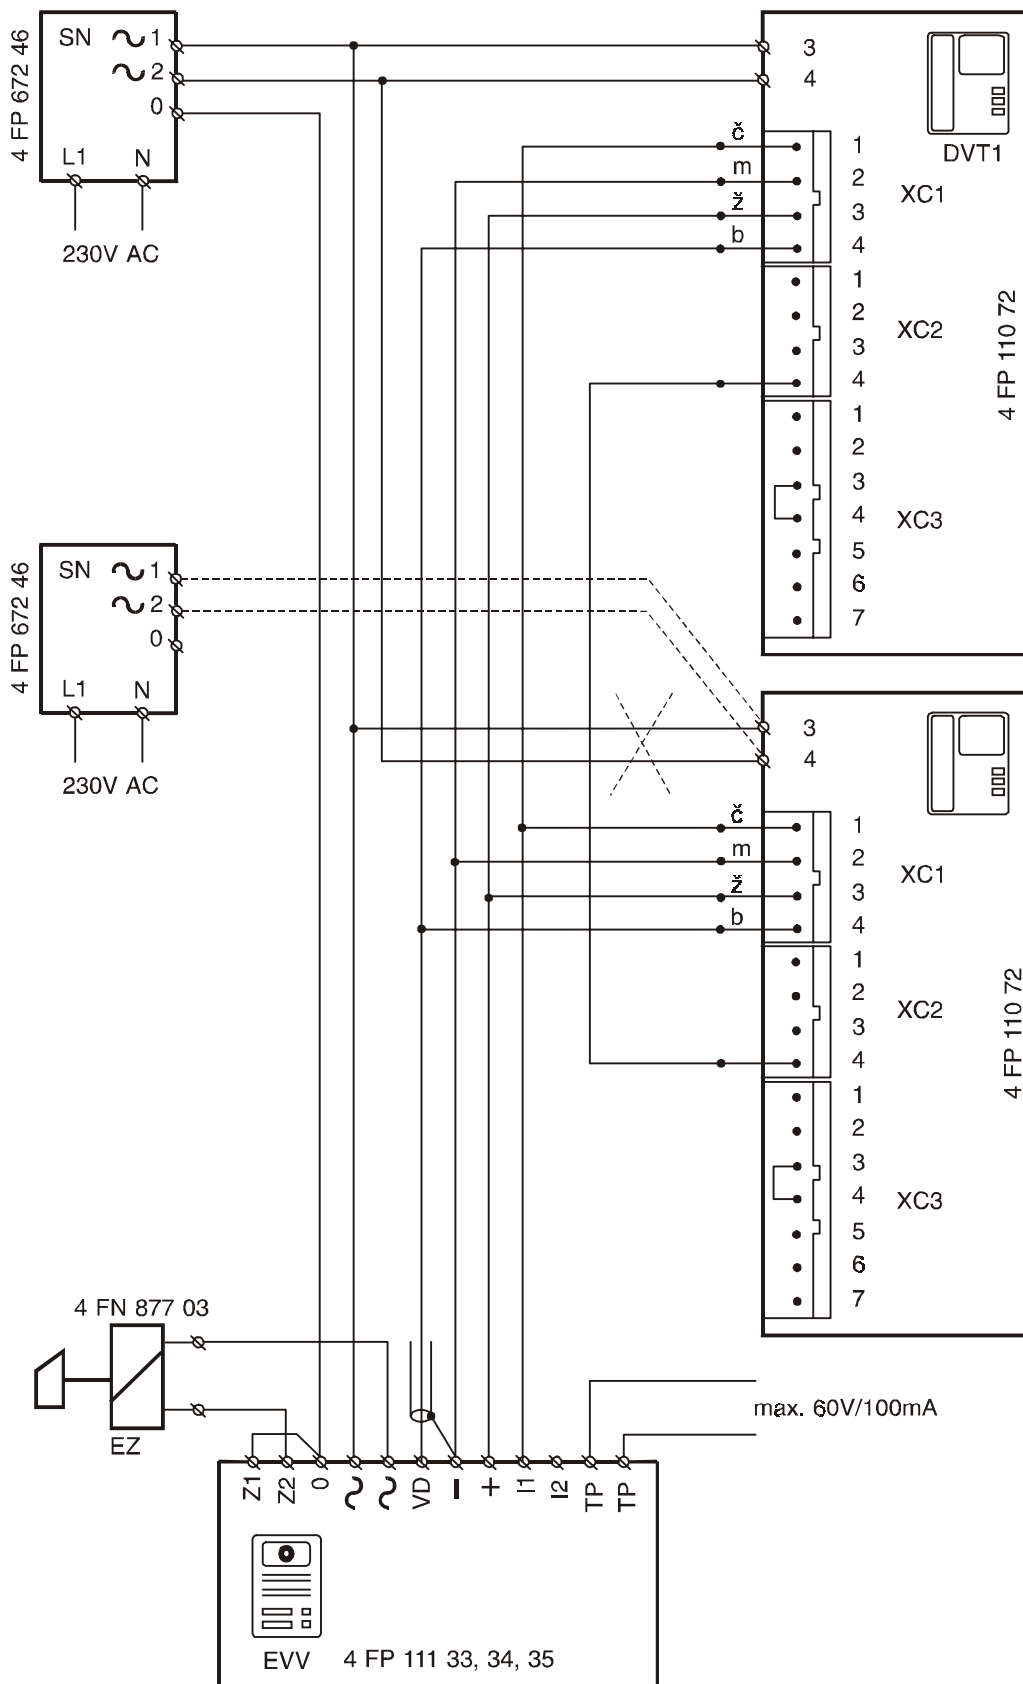 4 FP 672 46
SN
1
2
0
L1
N
230V AC
3
4
DVT1
č
m
ž
b
1
2
3
4
XC1
1
2
3
4
XC2
1
2
3
4
5
6
7
XC3
4 FP 110 72
4 FP 672 46
SN
1
2
0
L1
N
230V AC
3
4
č
m
ž
b
1
2
3
4
XC1
1
2
3
4
XC2
1
2
3
4
5
6
7
XC3
4 FP 110 72
4 FN 877 03
EZ
max. 60V/100mA
Z1
Z2
0
VD
−
+
I1
I2
TP
TP
EVV
4 FP 111 33, 34, 35